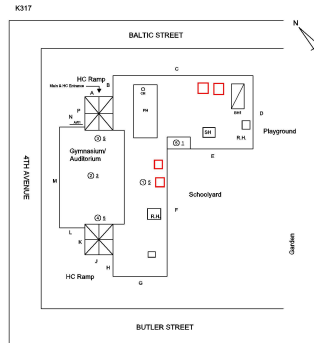 K317
N
BALTIC STREET
HC Ramp
Main & HC Entrance
A
B
C
D
P
N
PH
SH
R.H.
Playground
E
Gymnasium/
Auditorium
M
4TH AVENUE
Schoolyard
F
R.H.
L
K
J
H
G
HC Ramp
Garden
BUTLER STREET